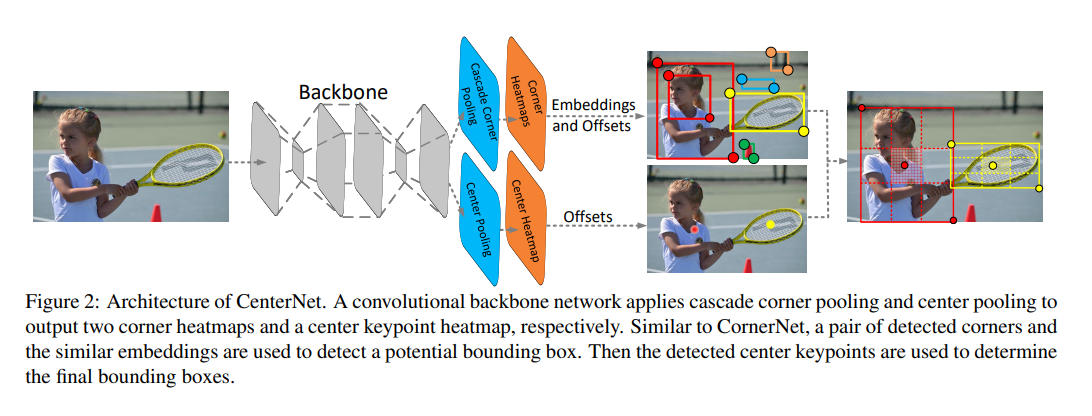 Backbone
Cascade Corner
Pooling
Corner
Heatmaps
Embeddings
and Offsets
Center Pooling
Center Heatmap
Offsets
Figure 2: Architecture of CenterNet. A convolutional backbone network applies cascade corner pooling and center pooling to
output two corner heatmaps and a center keypoint heatmap, respectively. Similar to CornerNet, a pair of detected corners and
the similar embeddings are used to detect a potential bounding box. Then the detected center keypoints are used to determine
the final bounding boxes.